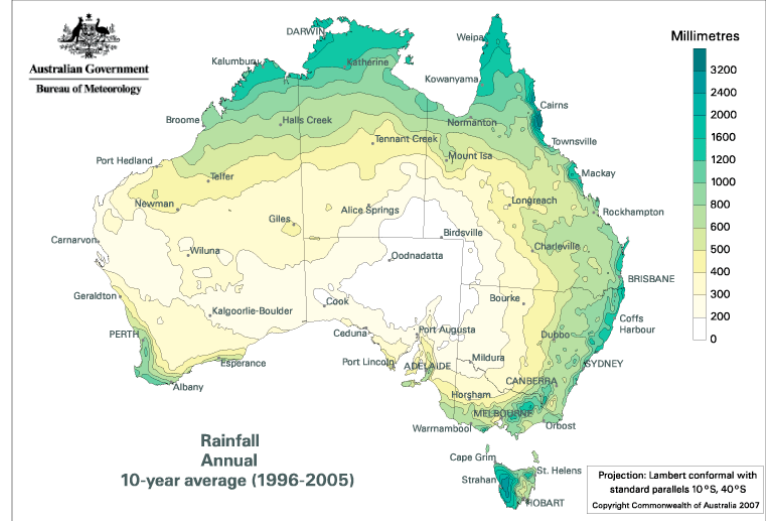 Australian Government
Bureau of Meteorology
Millimetres
3200
2400
2000
1600
1200
1000
800
600
500
400
300
200
0
DARWIN
Kalumburu
Katherine
Weipa
Kowanyama
Cairns
Broome
Halls Creek
Normanton
Townsville
Tennant Creek
Port Hedland
Mount Isa
Mackay
Telfer
Newman
Longreach
Rockhampton
Alice Springs
Giles
Carnarvon
Birdsville
Charleville
Wiluna
Oodnadatta
BRISBANE
Geraldton
Bourke
Cook
Kalgoorlie-Boulder
Coffs
Harbour
PERTH
Ceduna
Port Augusta
Dubbo
Esperance
Port Lincoln
ADELAIDE
Mildura
SYDNEY
Albany
CANBERRA
Horsham
MELBOURNE
Warrnambool
Orbost
Rainfall
Annual
10-year average (1996-2005)
Cape Grim
St. Helens
Strahan
HOBART
Projection: Lambert conformal with
standard parallels 10°S, 40°S
Copyright Commonwealth of Australia 2007